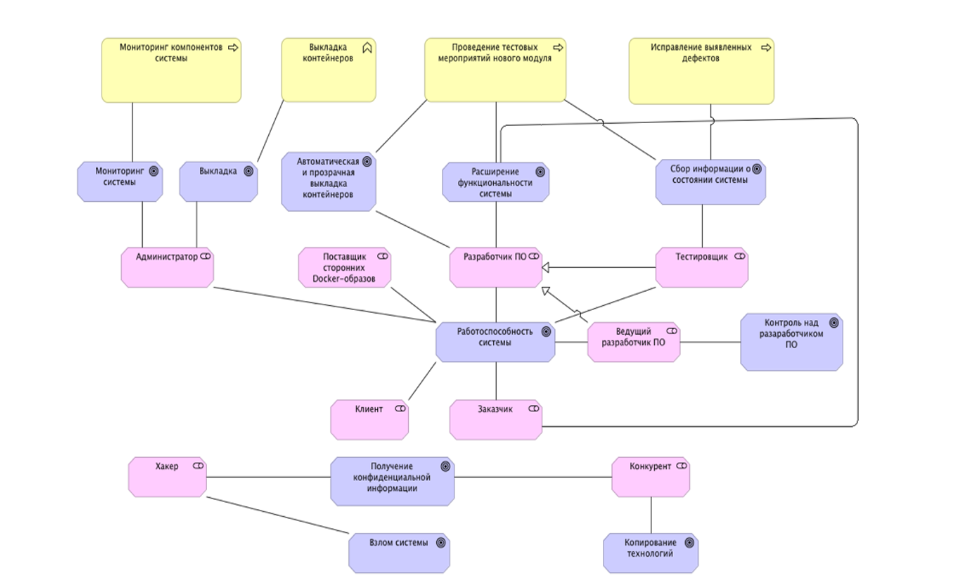 Мониторинг компонентов
системы
Выкладка
контейнеров
Проведение тестовых
мероприятий нового модуля
Исправление выявленных
дефектов
Мониторинг
системы
Выкладка
Автоматическая
и прозрачная
выкладка
контейнеров
Расширение
функциональности
системы
Сбор информации о
состоянии системы
Администратор
Поставщик
сторонних
Docker-образов
Разработчик ПО
Тестировщик
Работоспособность
системы
Ведущий
разработчик ПО
Контроль над
разаработчиком
ПО
Клиент
Заказчик
Хакер
Получение
конфиденциальной
информации
Конкурент
Взлом системы
Копирование
технологий